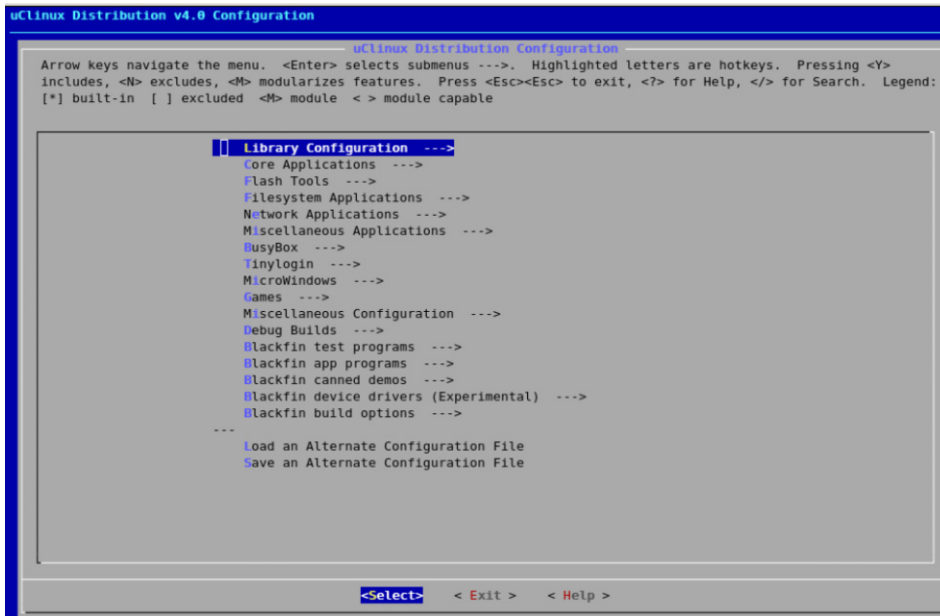 uClinux Distribution v4.0 Configuration
uClinux Distribution Configuration
Arrow keys navigate the menu.  <Enter> selects submenus --->.  Highlighted letters are hotkeys.  Pressing <Y>
includes, <N> excludes, <M> modularizes features.  Press <Esc><Esc> to exit, <?> for Help, </> for Search.  Legend:
[*] built-in  [ ] excluded  <M> module  < > module capable
Library Configuration  --->
Core Applications  --->
Flash Tools  --->
Filesystem Applications  --->
Network Applications  --->
Miscellaneous Applications  --->
BusyBox  --->
Tinylogin  --->
MicroWindows  --->
Games  --->
Miscellaneous Configuration  --->
Debug Builds  --->
Blackfin test programs  --->
Blackfin app programs  --->
Blackfin canned demos  --->
Blackfin device drivers (Experimental)  --->
Blackfin build options  --->
---
Load an Alternate Configuration File
Save an Alternate Configuration File
<Select>    < Exit >    < Help >